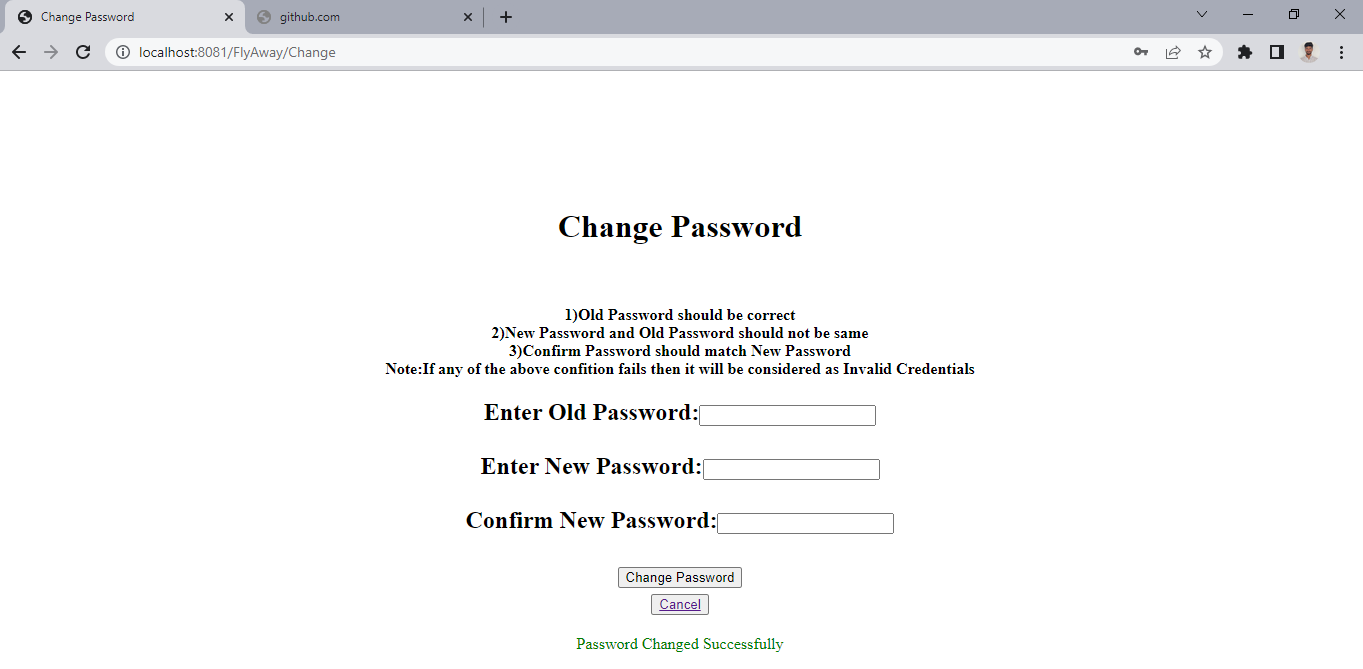 Change Password
github.com
localhost:8081/FlyAway/Change
Change Password
1)Old Password should be correct
2)New Password and Old Password should not be same
3)Confirm Password should match New Password
Note:If any of the above confition fails then it will be considered as Invalid Credentials
Enter Old Password:
Enter New Password:
Confirm New Password:
Change Password
Cancel
Password Changed Successfully